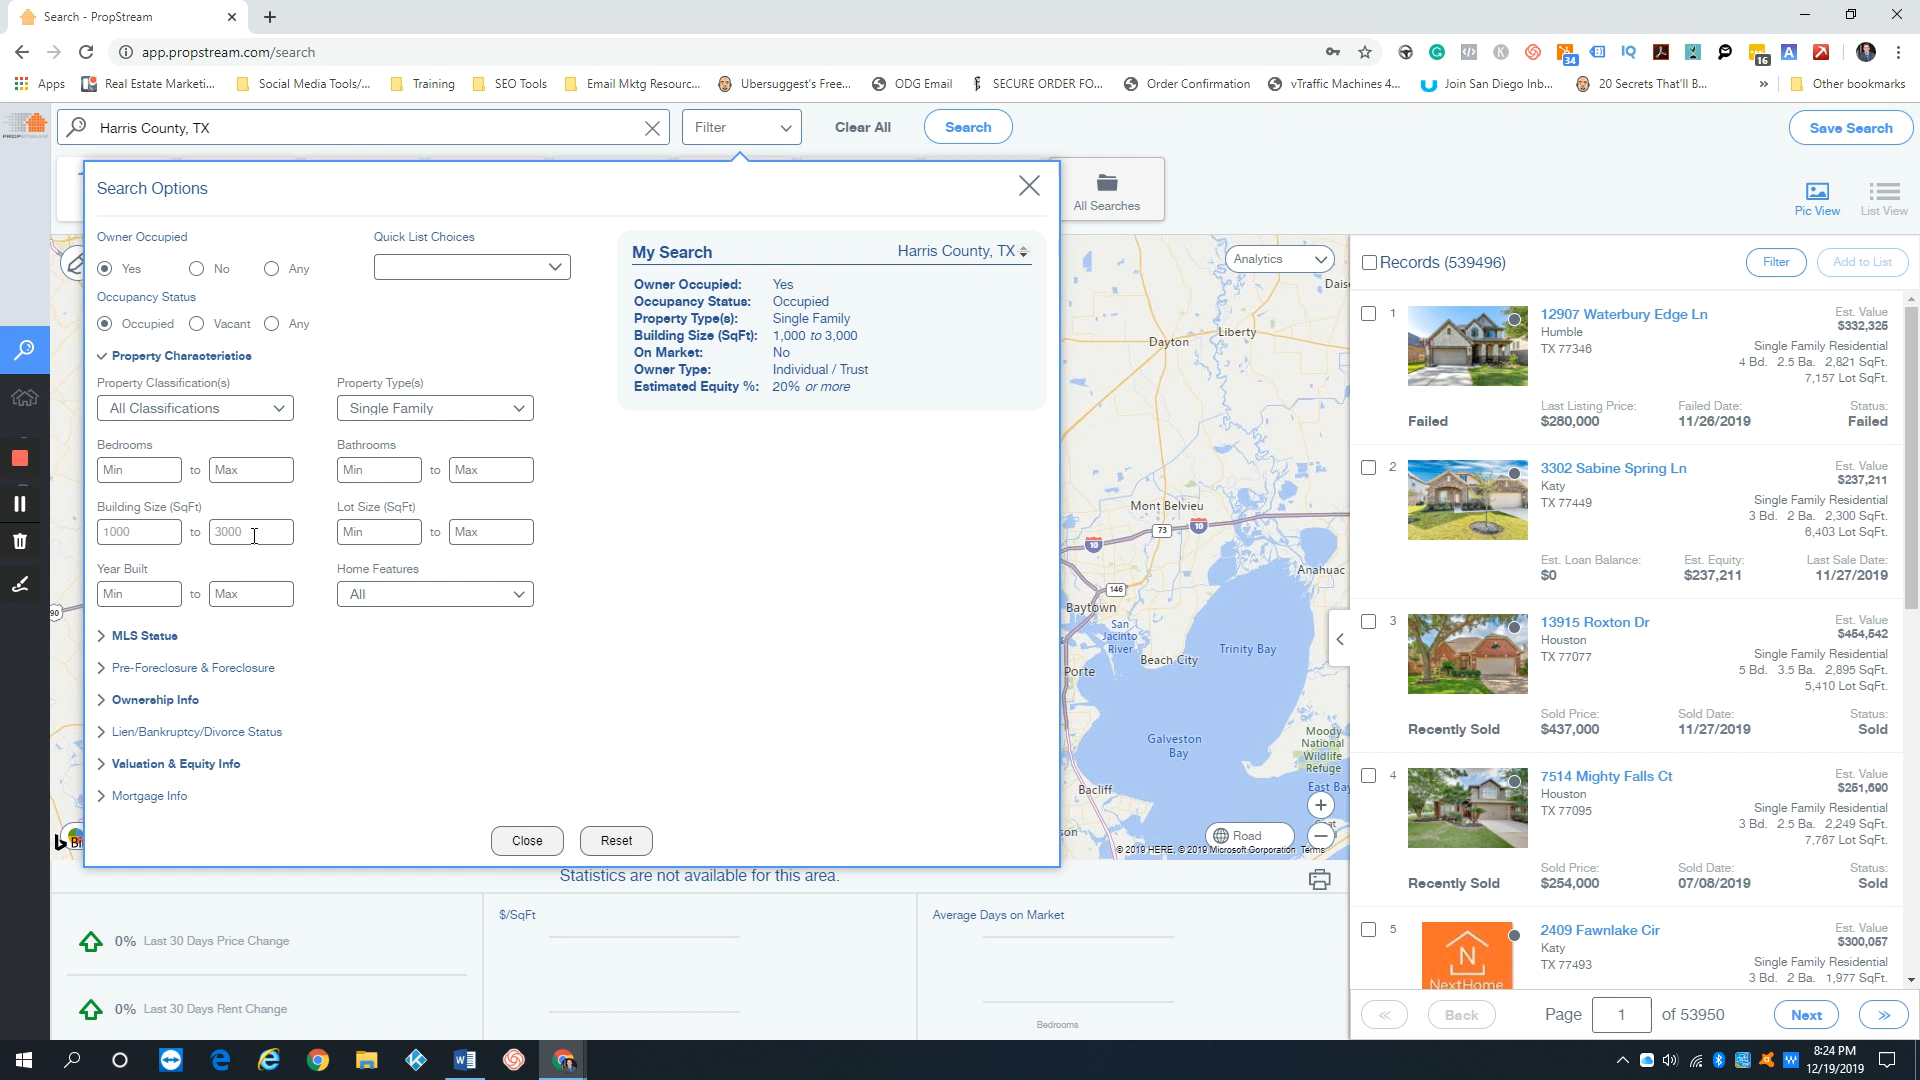 Search - PropStream
app.propstream.com/search
34
16
Apps
Real Estate Marketi...
Social Media Tools/...
Training
SEO Tools
Email Mktg Resourc...
Ubersuggest's Free...
ODG Email
SECURE ORDER FO...
Order Confirmation
vTraffic Machines 4...
Join San Diego Inb...
20 Secrets That'll B...
Other bookmarks
PROPSTREAM
Harris County, TX
Filter
Clear All
Search
Save Search
All Searches
Pic View
List View
Search Options
Owner Occupied
Yes No Any
Quick List Choices
Occupancy Status
Occupied Vacant Any
Property Characteristics
Property Classification(s)
All Classifications
Property Type(s)
Single Family
Bedrooms
Min to Max
Bathrooms
Min to Max
Building Size (SqFt)
1000 to 3000
Lot Size (SqFt)
Min to Max
Year Built
Min to Max
Home Features
All
MLS Status
Pre-Foreclosure & Foreclosure
Ownership Info
Lien/Bankruptcy/Divorce Status
Valuation & Equity Info
Mortgage Info
Close
Reset
My Search Harris County, TX
Owner Occupied: Yes
Occupancy Status: Occupied
Property Type(s): Single Family
Building Size (SqFt): 1,000 to 3,000
On Market: No
Owner Type: Individual / Trust
Estimated Equity %: 20% or more
Analytics
Dais
Liberty
Dayton
Mont Belvieu
73
10
10
Anahuac
146
Baytown
San
Jacinto
River
Beach City
Trinity Bay
Porte
Galveston
Bay
Moody
National
Wildlife
Refuge
East Bay
Bacliff
90
son
Bi
Road
© 2019 HERE, © 2019 Microsoft Corporation Terms
Statistics are not available for this area.
0% Last 30 Days Price Change
0% Last 30 Days Rent Change
$/SqFt
Average Days on Market
Bedrooms
Records (539496)
Filter
Add to List
1
12907 Waterbury Edge Ln
Humble
TX 77346
Est. Value
$332,325
Single Family Residential
4 Bd. 2.5 Ba. 2,821 SqFt.
7,157 Lot SqFt.
Failed
Last Listing Price:
$280,000
Failed Date:
11/26/2019
Status:
Failed
2
3302 Sabine Spring Ln
Katy
TX 77449
Est. Value
$237,211
Single Family Residential
3 Bd. 2 Ba. 2,300 SqFt.
6,403 Lot SqFt.
Est. Loan Balance:
$0
Est. Equity:
$237,211
Last Sale Date:
11/27/2019
3
13915 Roxton Dr
Houston
TX 77077
Est. Value
$454,542
Single Family Residential
5 Bd. 3.5 Ba. 2,895 SqFt.
5,410 Lot SqFt.
Recently Sold
Sold Price:
$437,000
Sold Date:
11/27/2019
Status:
Sold
4
7514 Mighty Falls Ct
Houston
TX 77095
Est. Value
$251,690
Single Family Residential
3 Bd. 2.5 Ba. 2,249 SqFt.
7,767 Lot SqFt.
Recently Sold
Sold Price:
$254,000
Sold Date:
07/08/2019
Status:
Sold
5
NextHome
2409 Fawnlake Cir
Katy
TX 77493
Est. Value
$300,057
Single Family Residential
3 Bd. 2 Ba. 1,977 SqFt.
Back
Page 1 of 53950
Next
8:24 PM
12/19/2019